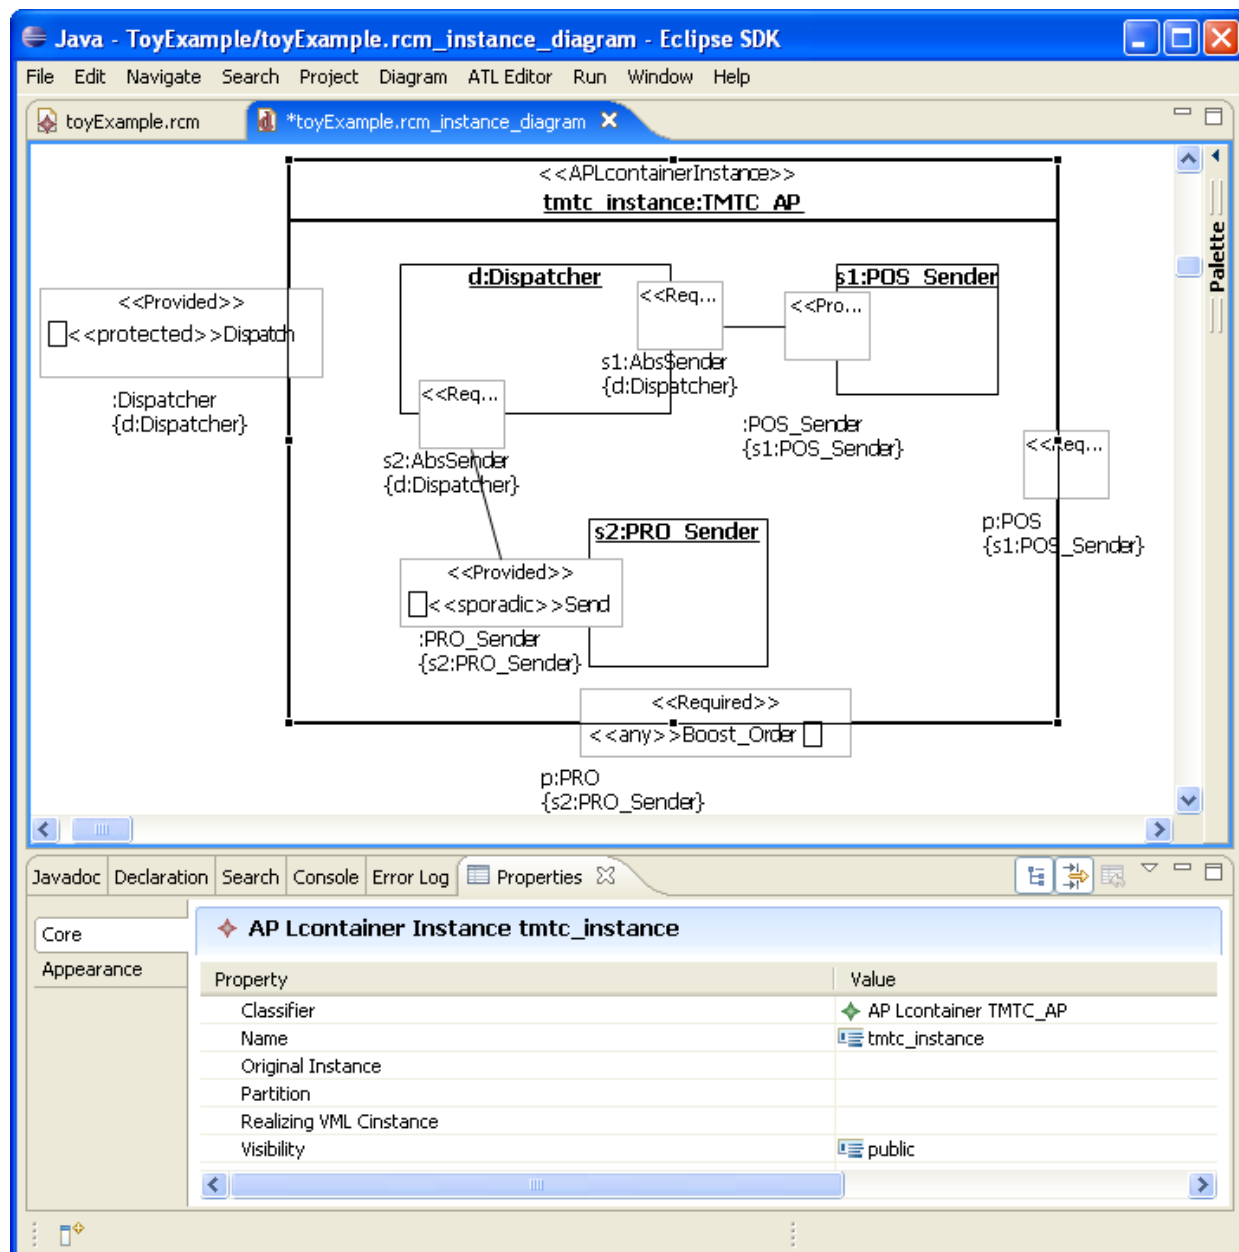 Java - ToyExample/toyExample.rcm_instance_diagram - Eclipse SDK
File Edit Navigate Search Project Diagram ATL Editor Run Window Help
toyExample.rcm
*toyExample.rcm_instance_diagram
Palette
<<APLcontainerInstance>>
tmtc_instance:TMTC_AP
d:Dispatcher
s1:POS_Sender
<<Provided>>
<<protected>>Dispatch
:Dispatcher
{d:Dispatcher}
<<Req...
s1:AbsSender
{d:Dispatcher}
<<Pro...
:POS_Sender
{s1:POS_Sender}
<<Req...
s2:AbsSender
{d:Dispatcher}
<<Req...
p:POS
{s1:POS_Sender}
s2:PRO_Sender
<<Provided>>
<<sporadic>>Send
:PRO_Sender
{s2:PRO_Sender}
<<Required>>
<<any>>Boost_Order
p:PRO
{s2:PRO_Sender}
Javadoc Declaration Search Console Error Log Properties
Core
Appearance
AP Lcontainer Instance tmtc_instance
Property Value
Classifier AP Lcontainer TMTC_AP
Name tmtc_instance
Original Instance
Partition
Realizing VML Cinstance
Visibility public